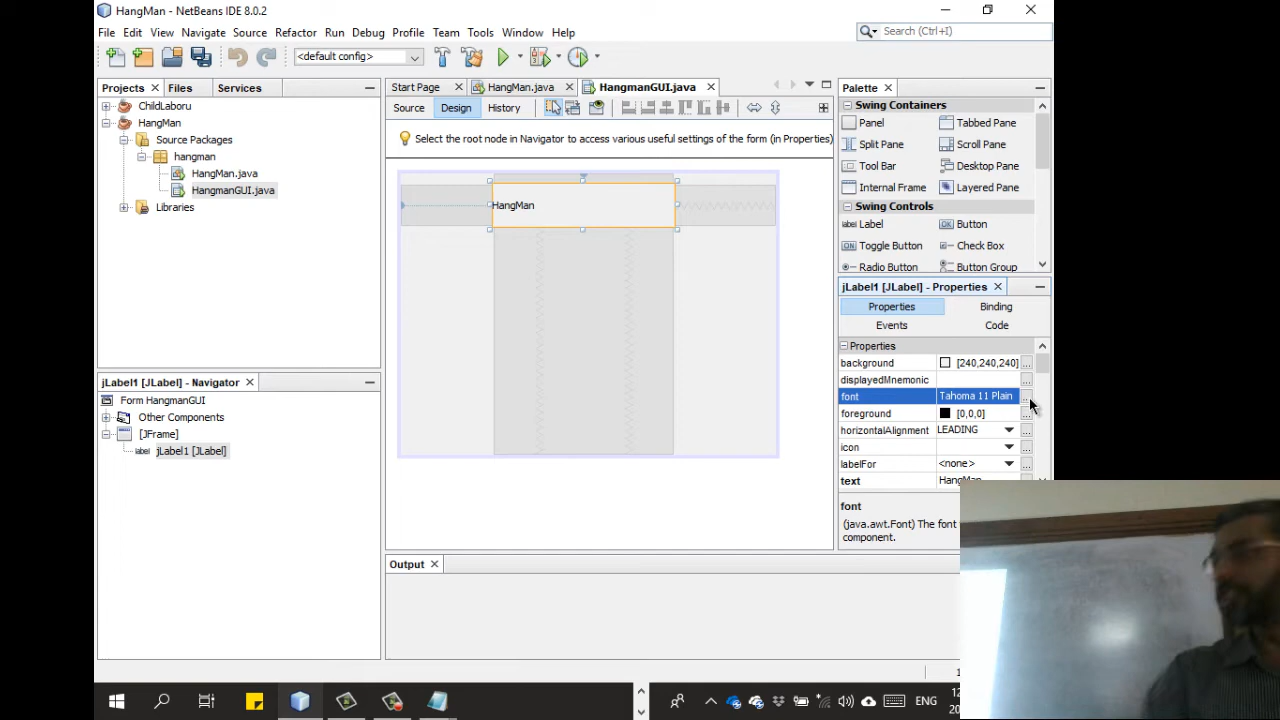 HangMan - NetBeans IDE 8.0.2
File Edit View Navigate Source Refactor Run Debug Profile Team Tools Window Help
Search (Ctrl+I)
<default config>
Projects Files Services
ChildLaboru
HangMan
Source Packages
hangman
HangMan.java
HangmanGUI.java
Libraries
Start Page HangMan.java HangmanGUI.java
Source Design History
Select the root node in Navigator to access various useful settings of the form (in Properties)
HangMan
Palette
Swing Containers
Panel Tabbed Pane
Split Pane Scroll Pane
Tool Bar Desktop Pane
Internal Frame Layered Pane
Swing Controls
Label Button
Toggle Button Check Box
Radio Button Button Group
jLabel1 [JLabel] - Properties
Properties Binding
Events Code
Properties
background [240,240,240] ...
displayedMnemonic ...
font Tahoma 11 Plain ...
foreground [0,0,0] ...
horizontalAlignment LEADING ...
icon ...
labelFor <none> ...
text HangMan
font
(java.awt.Font) The font
component.
jLabel1 [JLabel] - Navigator
Form HangmanGUI
Other Components
[JFrame]
label jLabel1 [JLabel]
Output
ENG